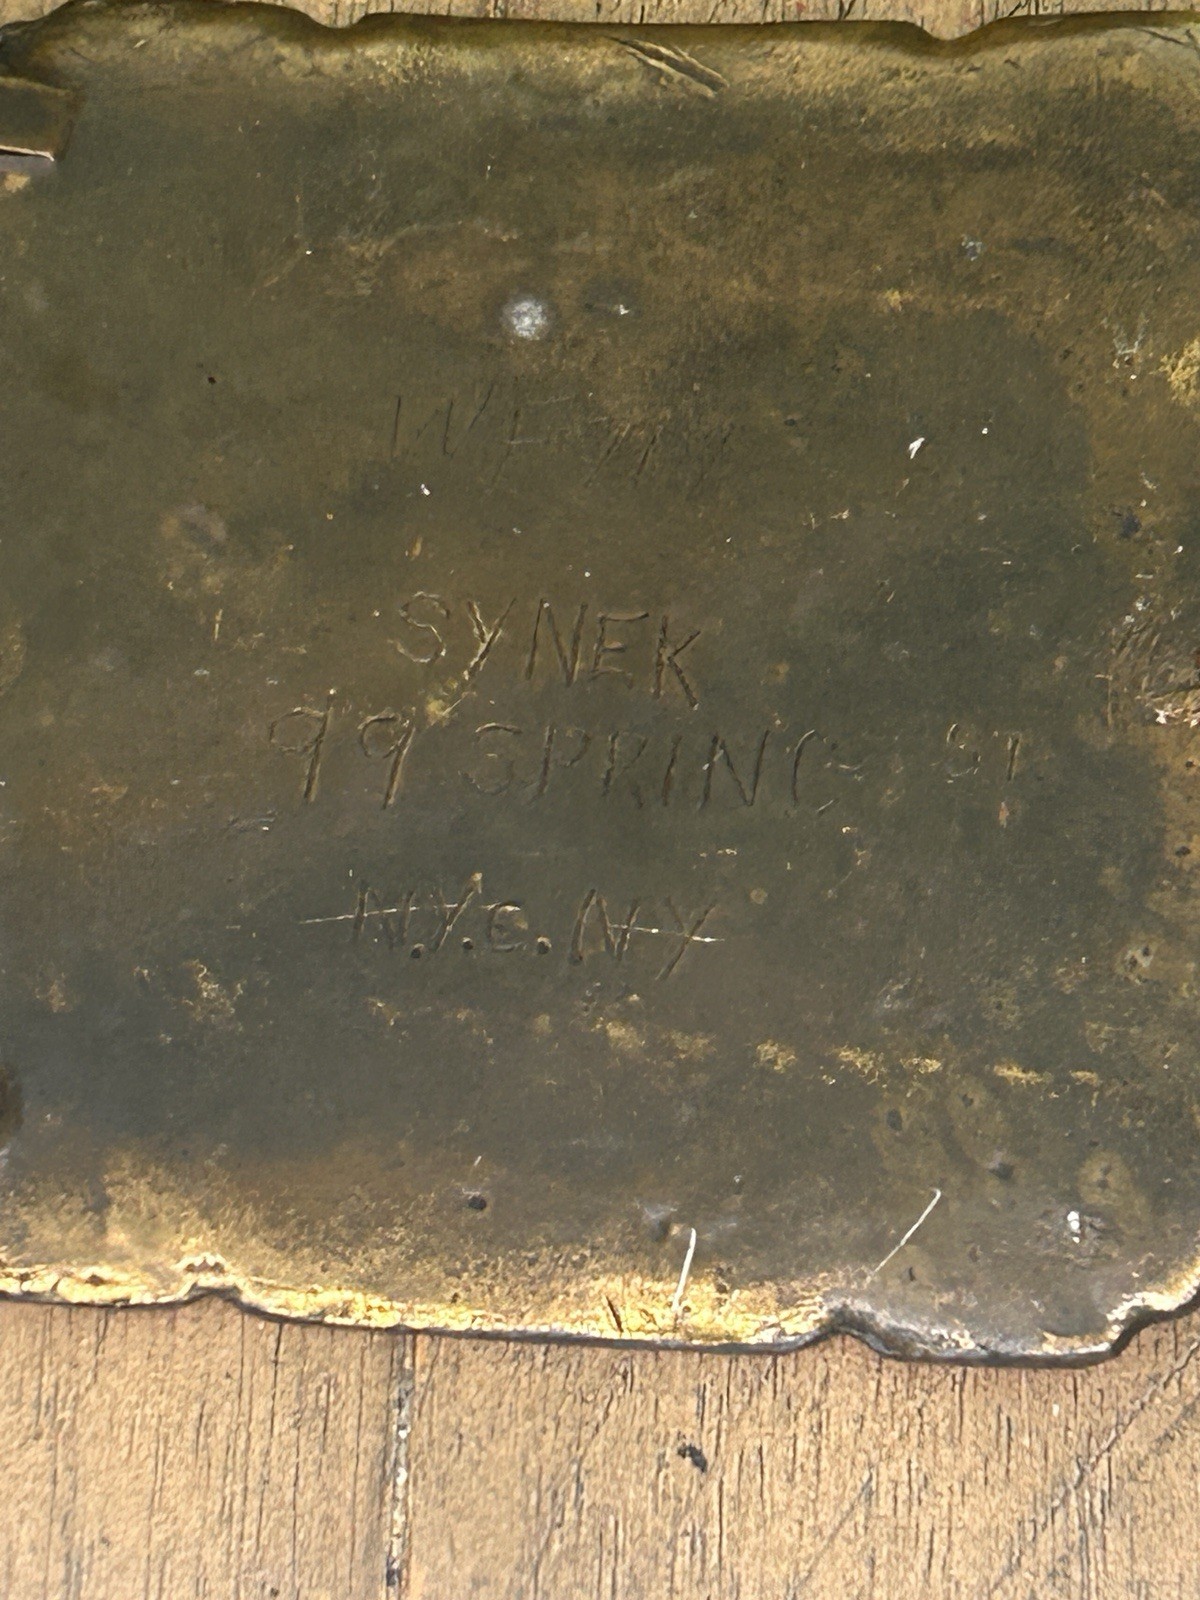 SYNEK
99 SPRING ST
N.Y.C. NY